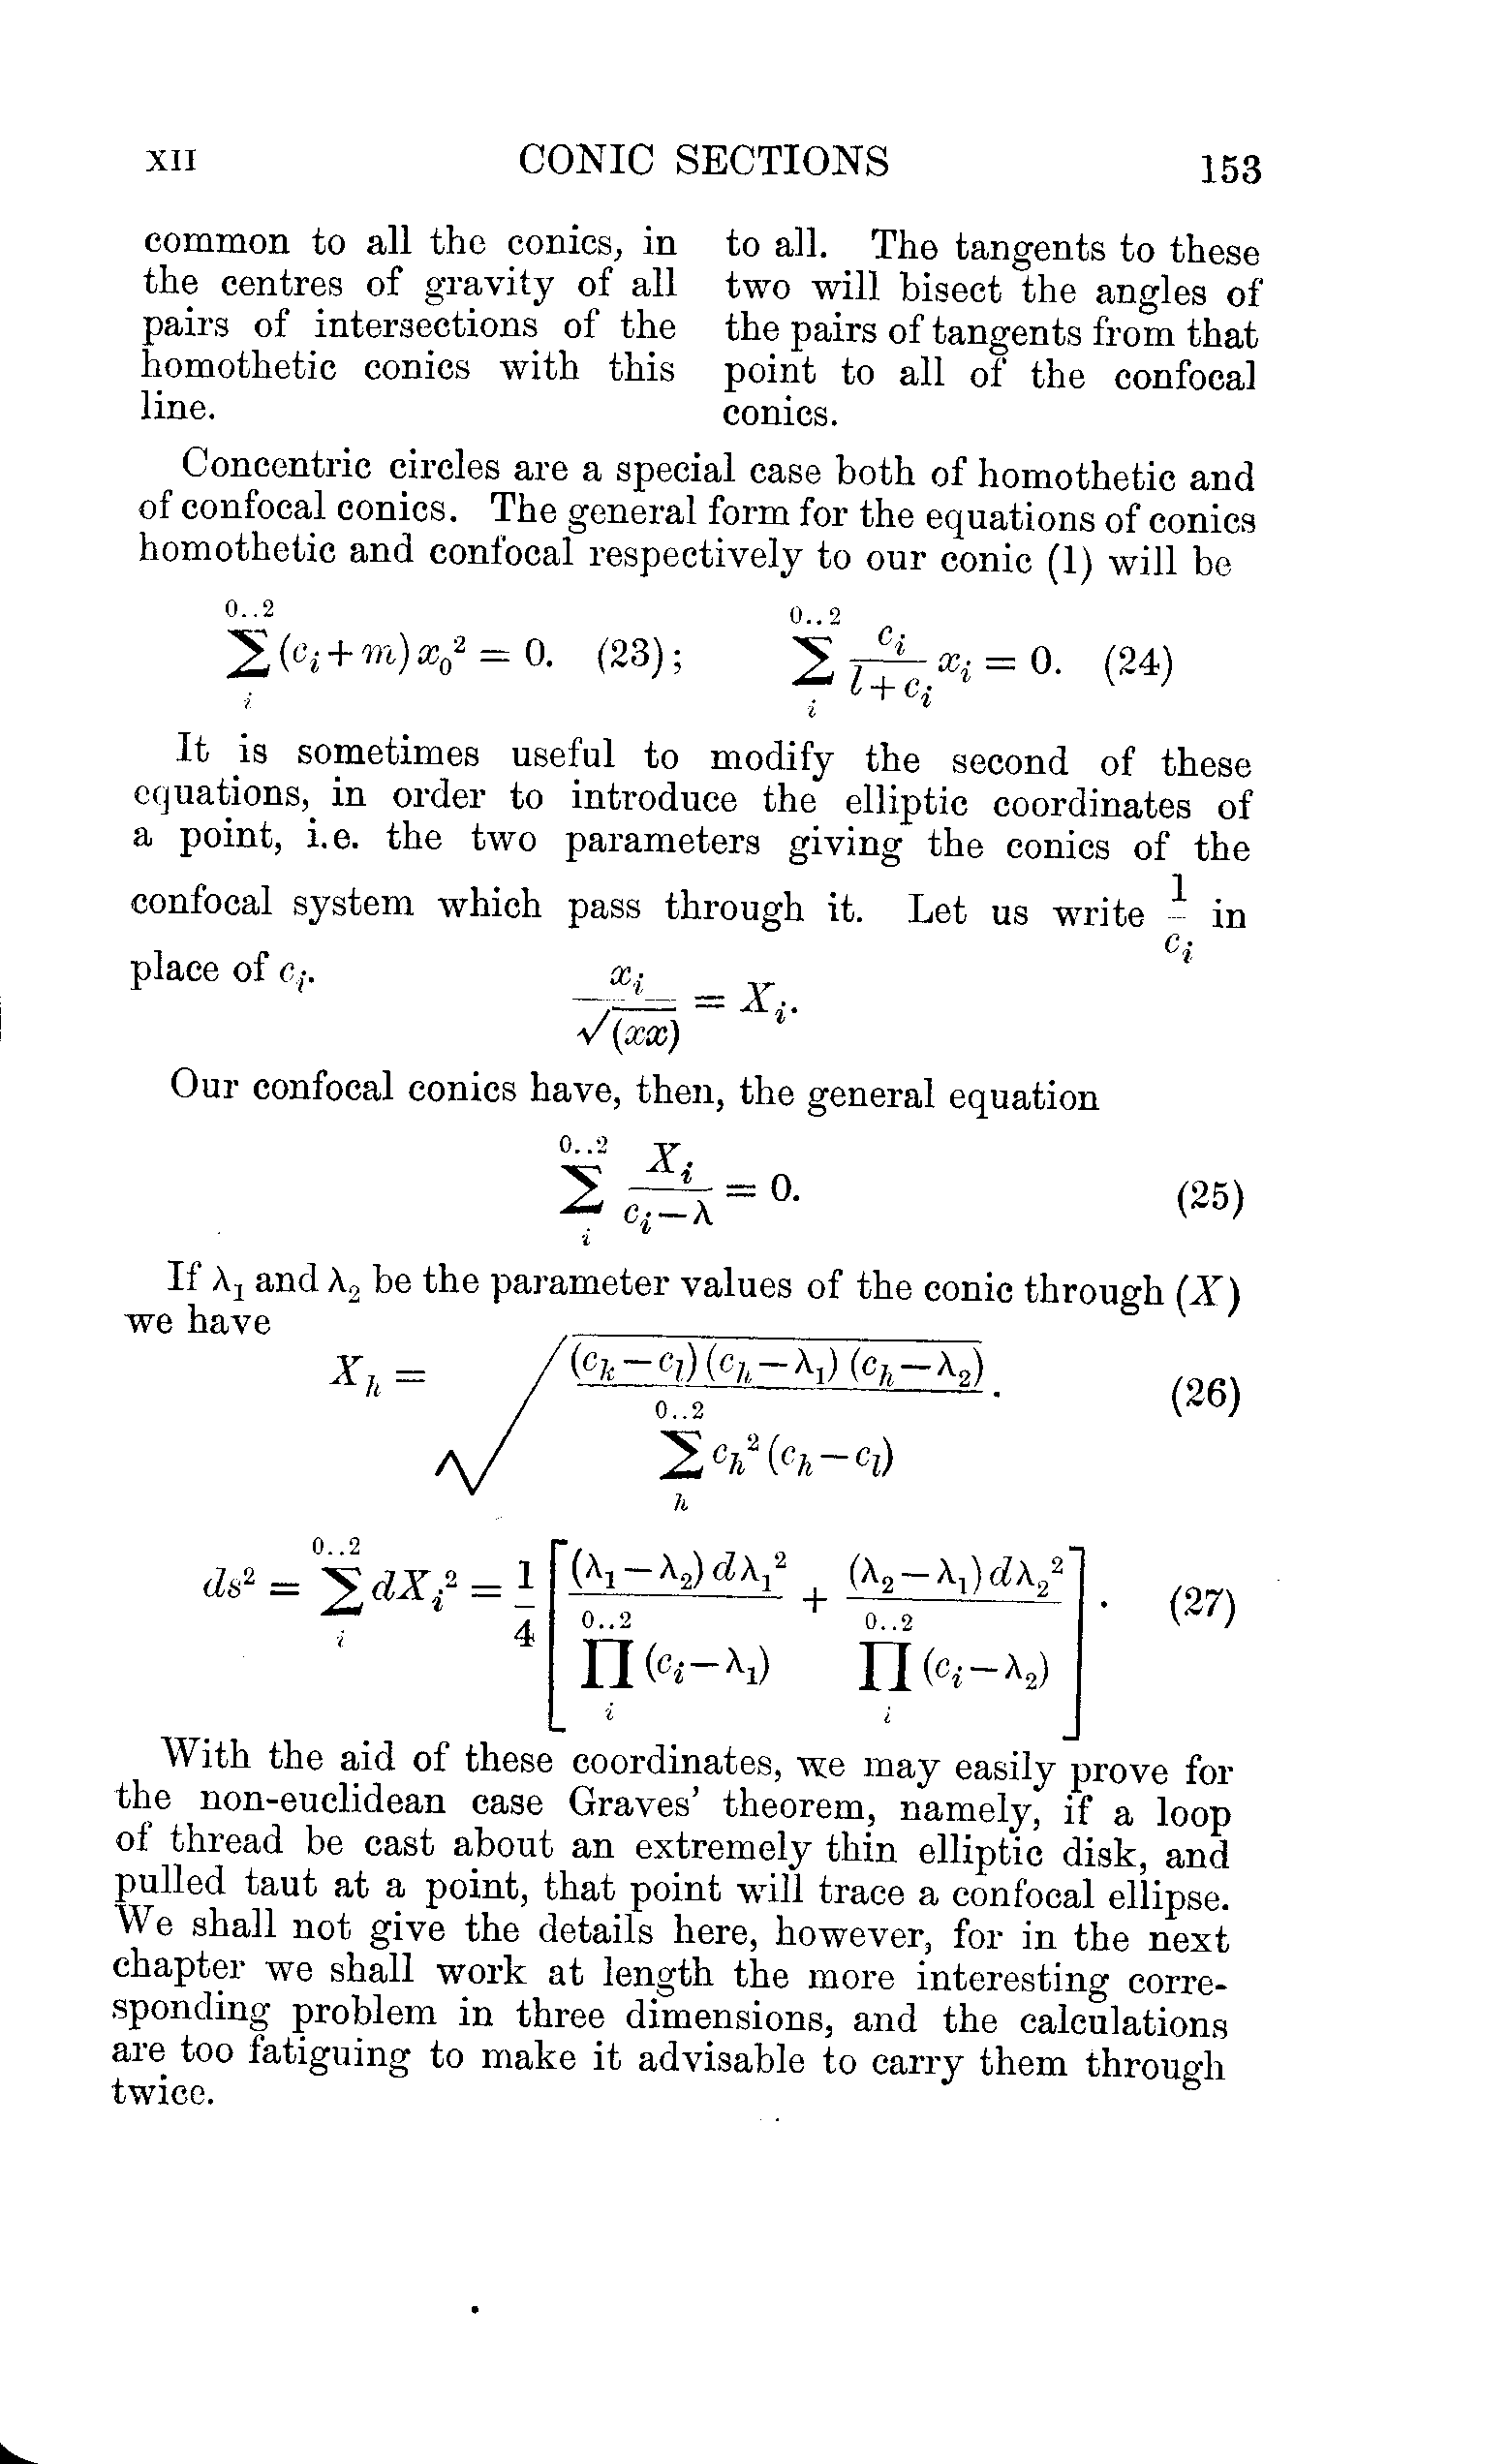 XII CONIC SECTIONS 153
common to all the conics, in
the centres of gravity of all
pairs of intersections of the
homothetic conics with this
line.
to all. The tangents to these
two will bisect the angles of
the pairs of tangents from that
point to all of the confocal
conics.
Concentric circles are a special case both of homothetic and
of confocal conics. The general form for the equations of conics
homothetic and confocal respectively to our conic (1) will be
$\sum_{i}^{0..2} (c_i + m) x_0^2 = 0.$ (23); $\sum_{i}^{0..2} \frac{c_i}{l + c_i} x_i = 0.$ (24)
It is sometimes useful to modify the second of these
equations, in order to introduce the elliptic coordinates of
a point, i.e. the two parameters giving the conics of the
confocal system which pass through it. Let us write $\frac{1}{c_i}$ in
place of $c_i$.
$\frac{x_i}{\sqrt{(xx)}} = X_i.$
Our confocal conics have, then, the general equation
$\sum_{i}^{0..2} \frac{X_i}{c_i - \lambda} = 0.$ (25)
If $\lambda_1$ and $\lambda_2$ be the parameter values of the conic through (X)
we have
$X_h = \sqrt{\frac{(c_k - c_l)(c_h - \lambda_1)(c_h - \lambda_2)}{\sum_{h}^{0..2} c_h^2 (c_h - c_l)}}.$ (26)
$ds^2 = \sum_{i}^{0..2} dX_i^2 = \frac{1}{4} \left[ \frac{(\lambda_1 - \lambda_2) d\lambda_1^2}{\prod_{i}^{0..2} (c_i - \lambda_1)} + \frac{(\lambda_2 - \lambda_1) d\lambda_2^2}{\prod_{i}^{0..2} (c_i - \lambda_2)} \right].$ (27)
With the aid of these coordinates, we may easily prove for
the non-euclidean case Graves' theorem, namely, if a loop
of thread be cast about an extremely thin elliptic disk, and
pulled taut at a point, that point will trace a confocal ellipse.
We shall not give the details here, however, for in the next
chapter we shall work at length the more interesting corre-
sponding problem in three dimensions, and the calculations
are too fatiguing to make it advisable to carry them through
twice.